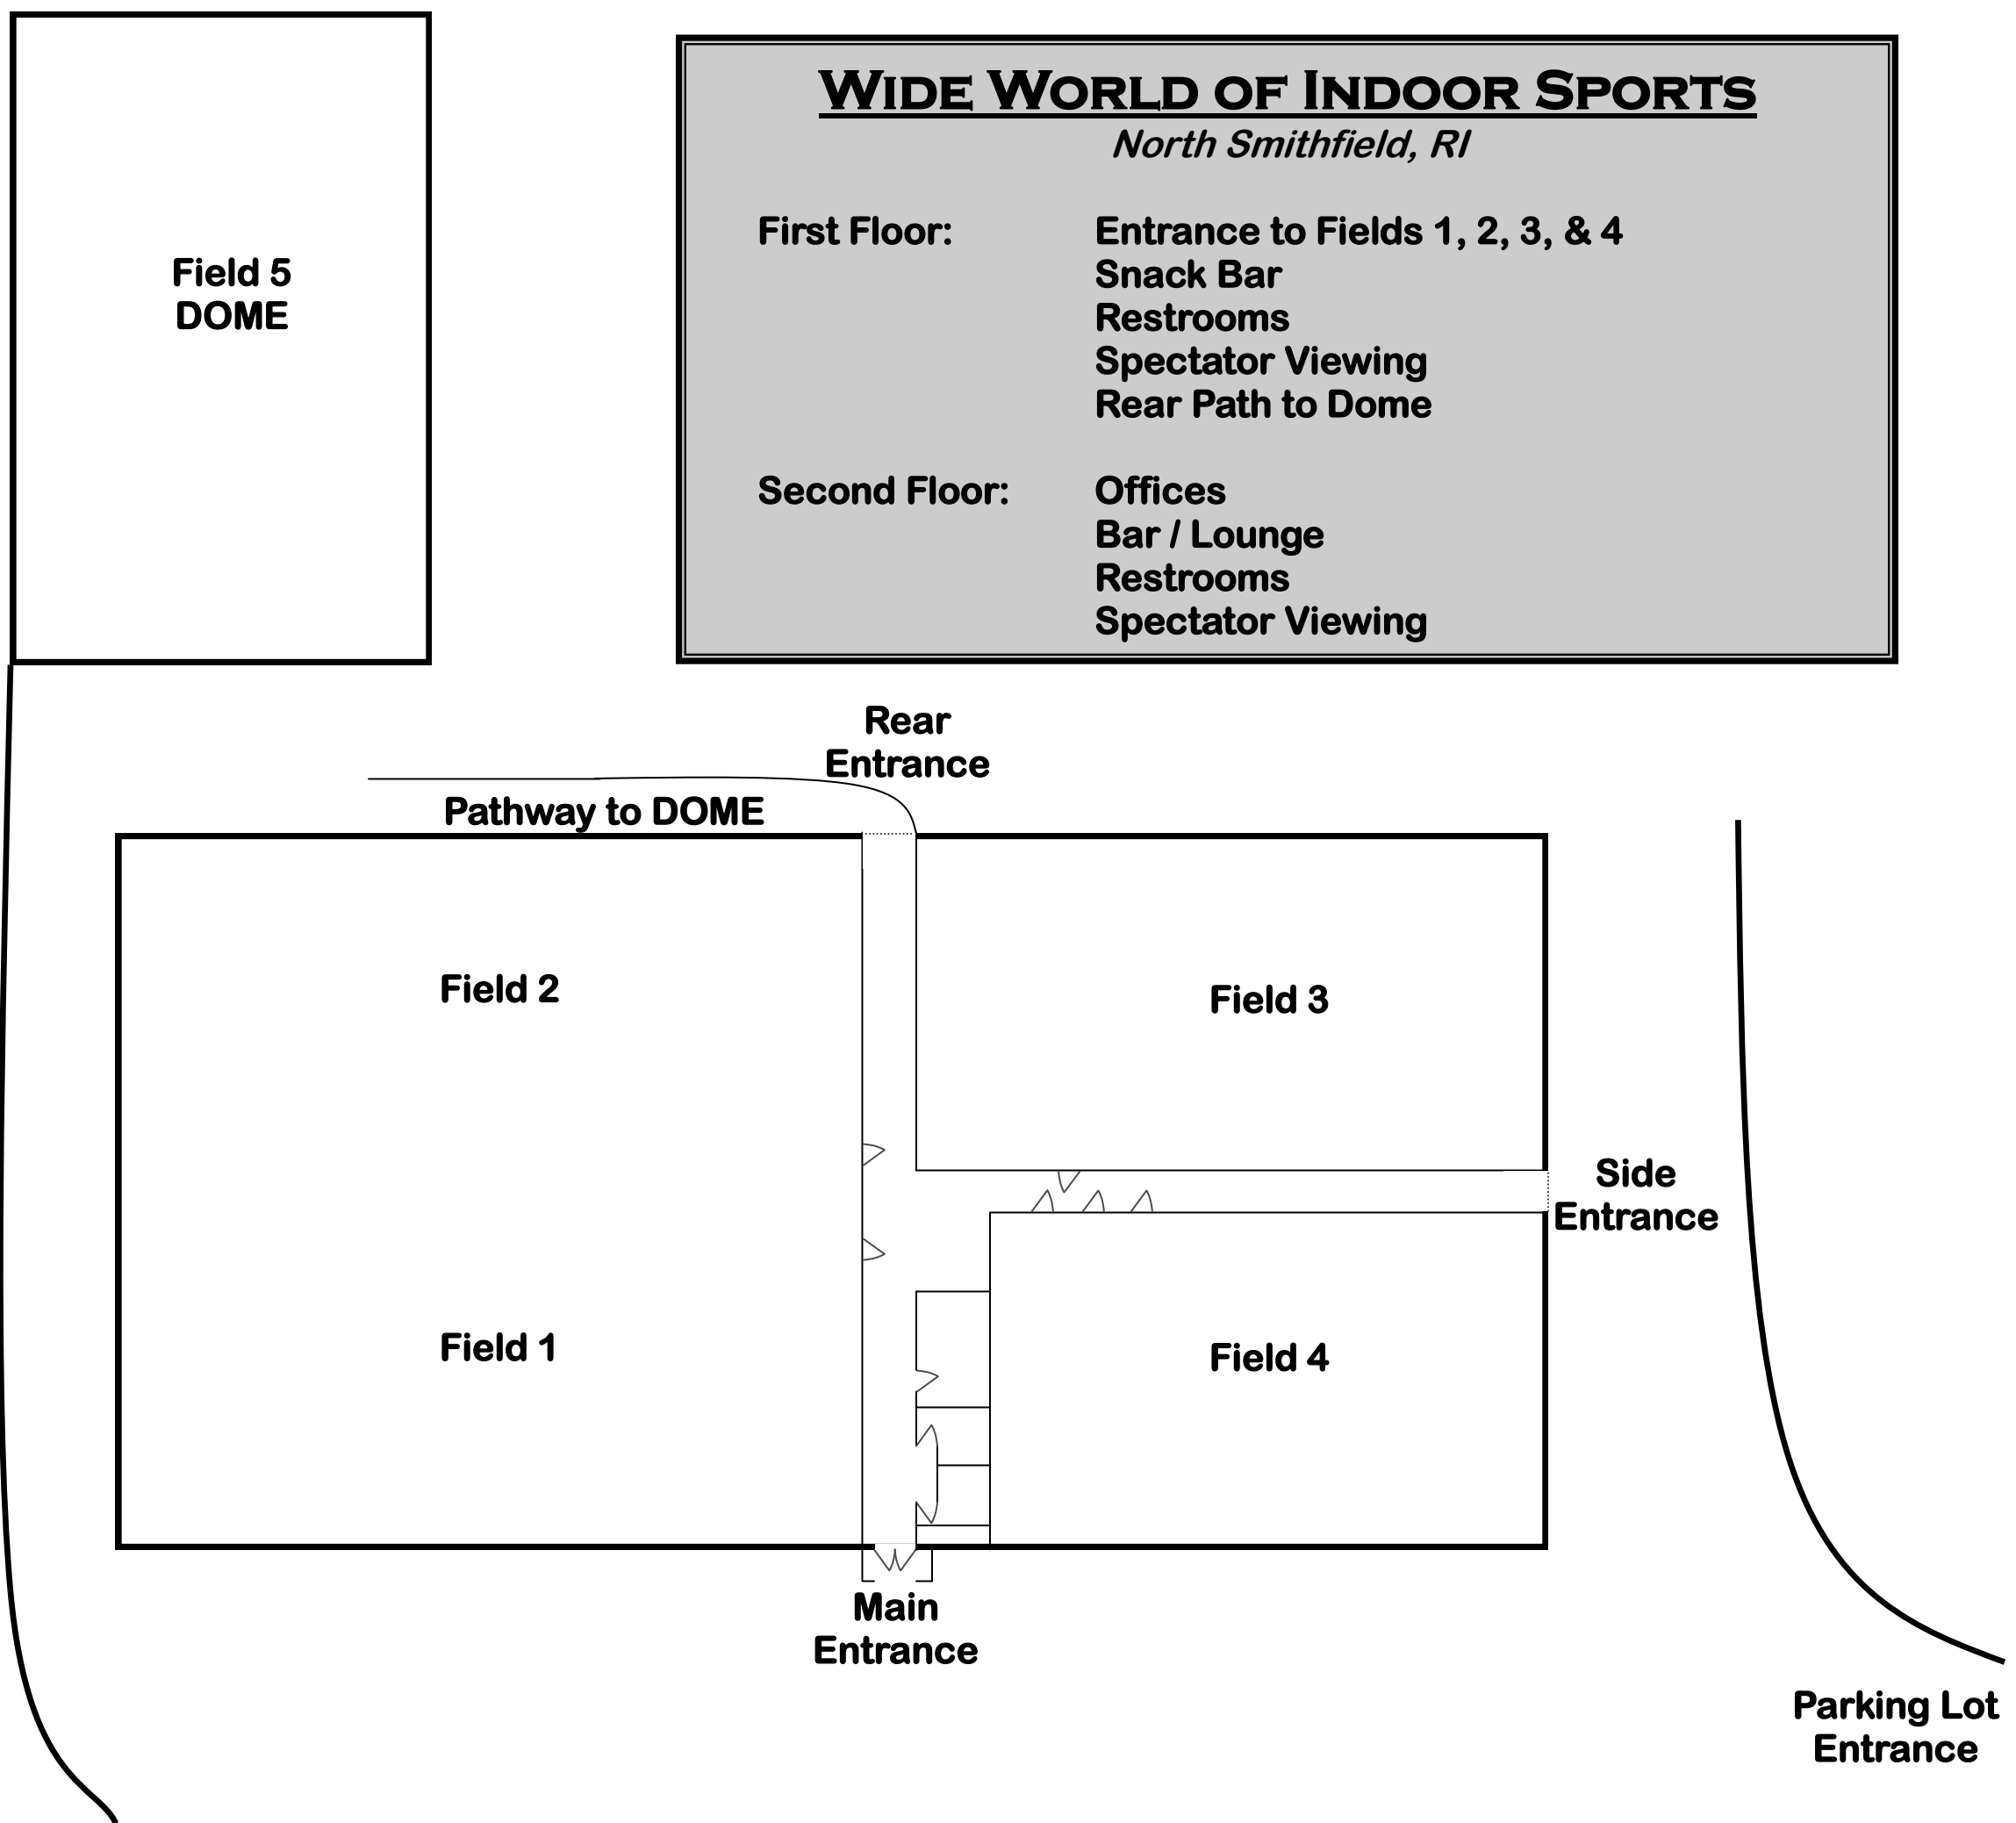 WIDE WORLD OF INDOOR SPORTS
North Smithfield, RI
First Floor: Entrance to Fields 1, 2, 3, & 4
Snack Bar
Restrooms
Spectator Viewing
Rear Path to Dome
Second Floor: Offices
Bar / Lounge
Restrooms
Spectator Viewing
Field 5
DOME
Rear
Entrance
Pathway to DOME
Field 2
Field 3
Side
Entrance
Field 1
Field 4
Main
Entrance
Parking Lot
Entrance